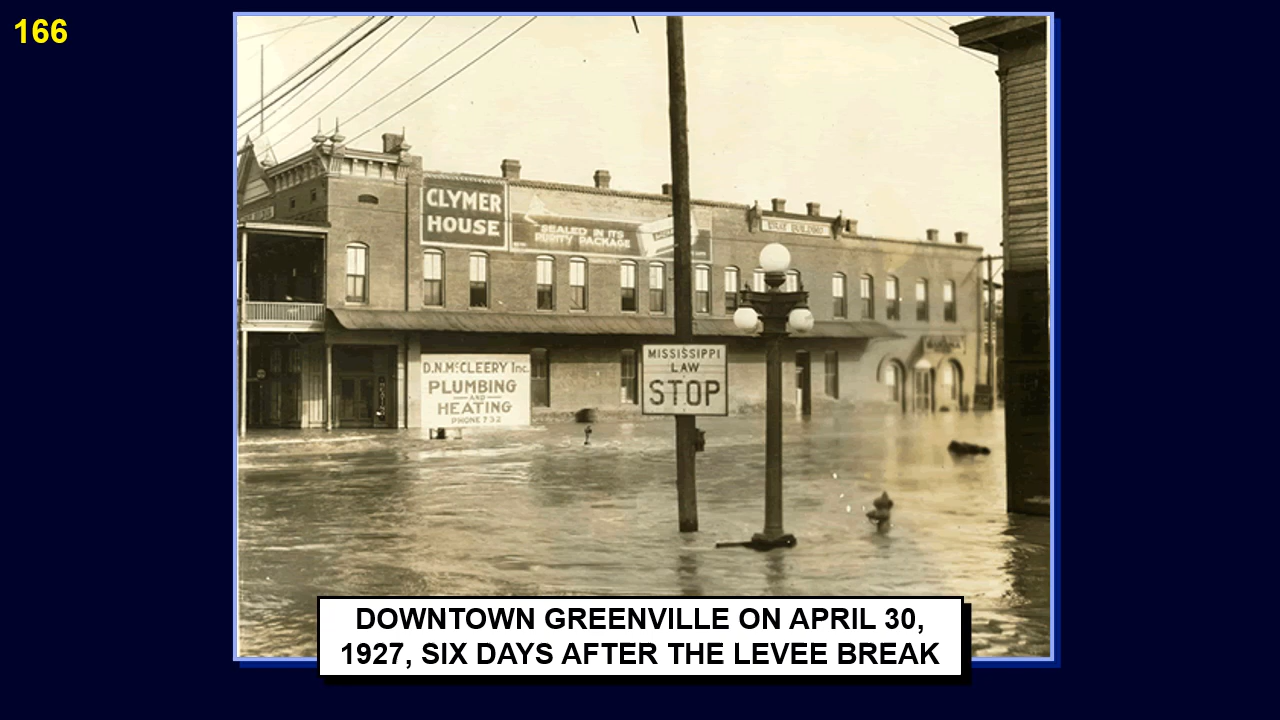 166
CLYMER
HOUSE
SEALED IN ITS
PURITY PACKAGE
MISSISSIPPI
LAW
STOP
D.N. McCLEERY Inc.
PLUMBING
AND
HEATING
PHONE 732
DOWNTOWN GREENVILLE ON APRIL 30,
1927, SIX DAYS AFTER THE LEVEE BREAK